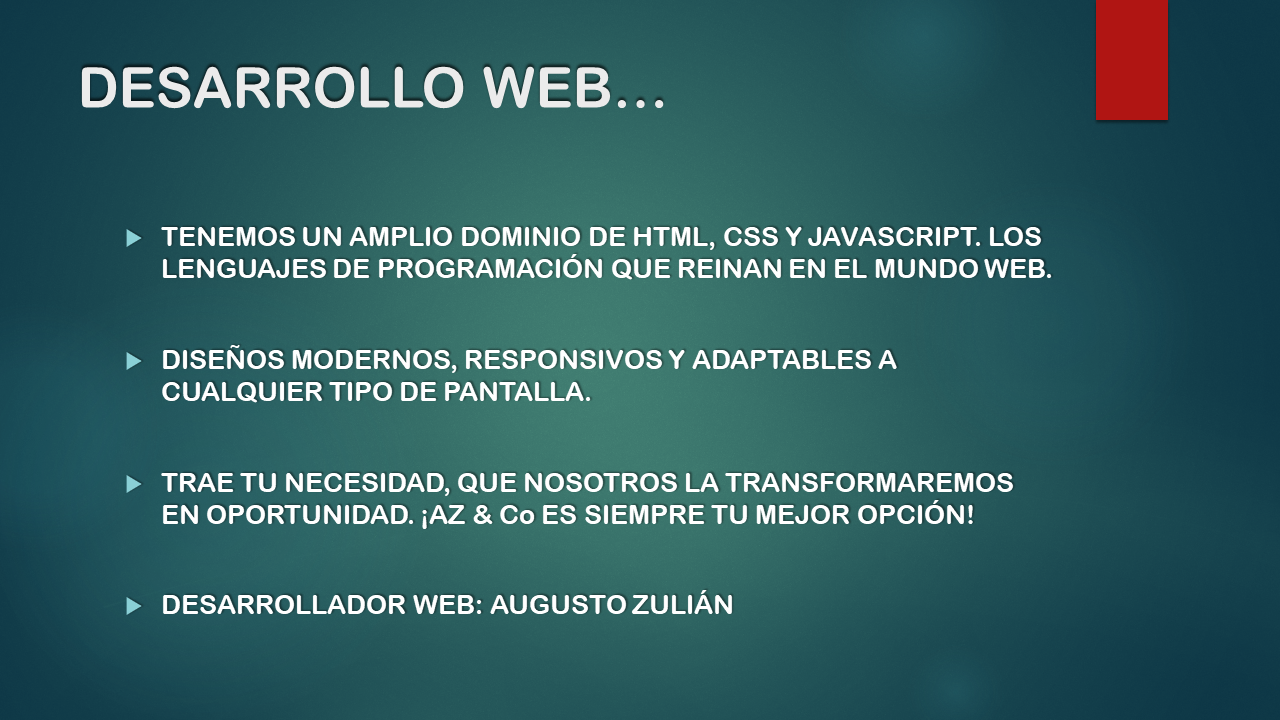 DESARROLLO WEB...
TENEMOS UN AMPLIO DOMINIO DE HTML, CSS Y JAVASCRIPT. LOS
LENGUAJES DE PROGRAMACIÓN QUE REINAN EN EL MUNDO WEB.
DISEÑOS MODERNOS, RESPONSIVOS Y ADAPTABLES A
CUALQUIER TIPO DE PANTALLA.
TRAE TU NECESIDAD, QUE NOSOTROS LA TRANSFORMAREMOS
EN OPORTUNIDAD. ¡AZ & Co ES SIEMPRE TU MEJOR OPCIÓN!
DESARROLLADOR WEB: AUGUSTO ZULIÁN